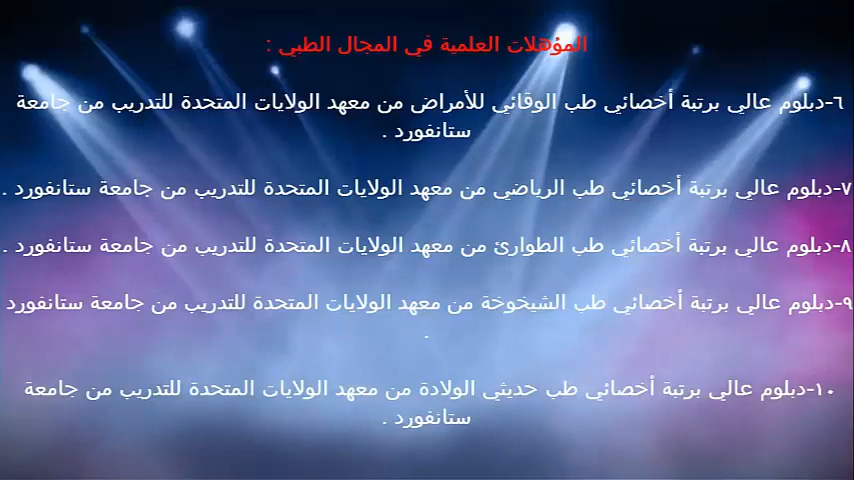 المؤهلات العلمية في المجال الطبي :
٦-دبلوم عالي برتبة أخصائي طب الوقائي للأمراض من معهد الولايات المتحدة للتدريب من جامعة
ستانفورد .
٧-دبلوم عالي برتبة أخصائي طب الرياضي من معهد الولايات المتحدة للتدريب من جامعة ستانفورد .
٨-دبلوم عالي برتبة أخصائي طب الطوارئ من معهد الولايات المتحدة للتدريب من جامعة ستانفورد .
٩-دبلوم عالي برتبة أخصائي طب الشيخوخة من معهد الولايات المتحدة للتدريب من جامعة ستانفورد
.
١٠-دبلوم عالي برتبة أخصائي طب حديثي الولادة من معهد الولايات المتحدة للتدريب من جامعة
ستانفورد .